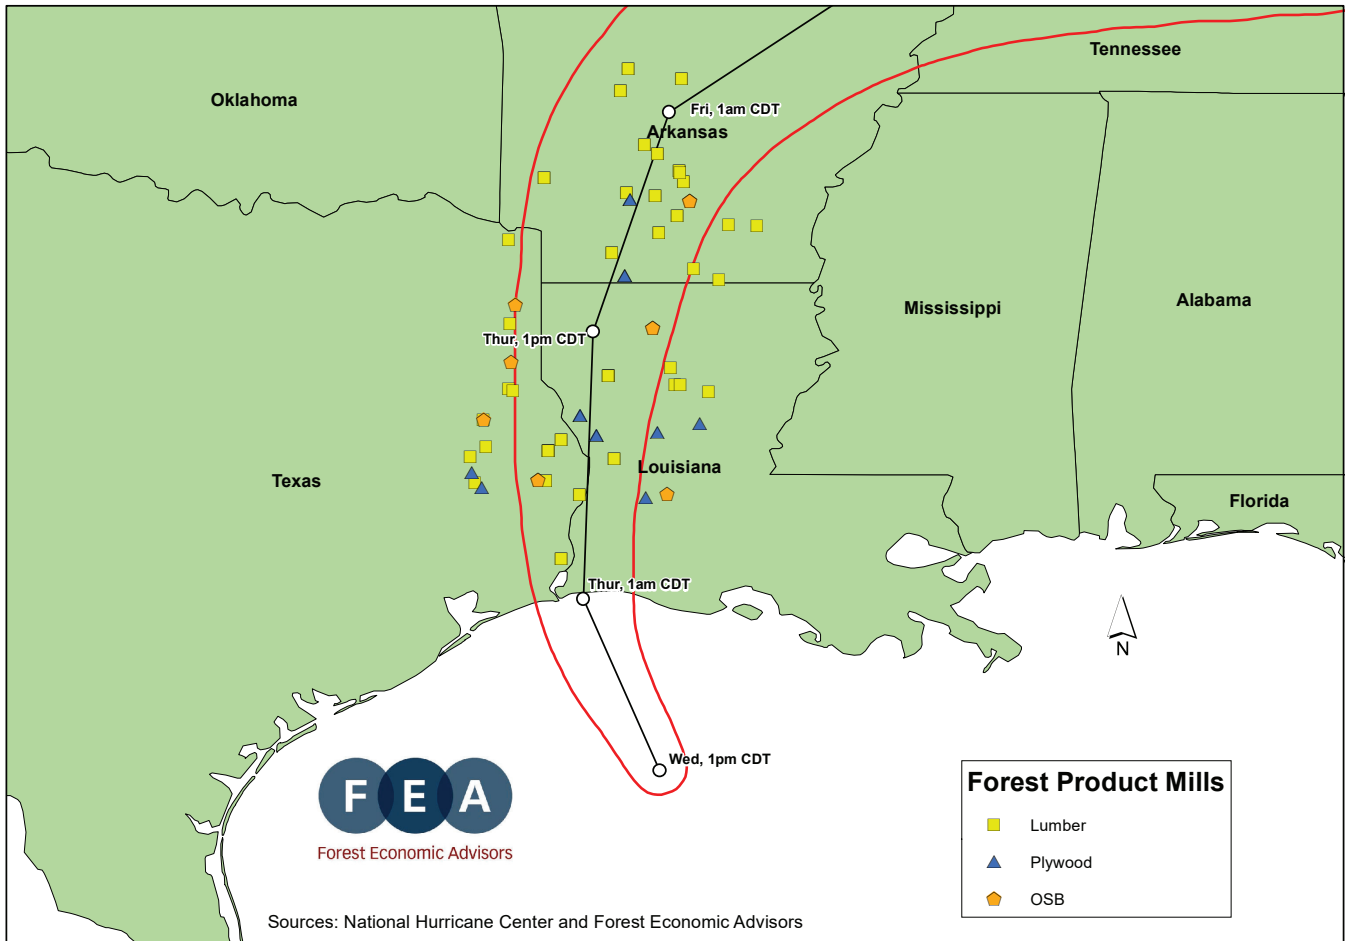 Tennessee
Oklahoma
Fri, 1am CDT
Arkansas
Mississippi
Alabama
Thur, 1pm CDT
Louisiana
Texas
Florida
Thur, 1am CDT
N
Wed, 1pm CDT
FEA
Forest Economic Advisors
Forest Product Mills
Lumber
Plywood
OSB
Sources: National Hurricane Center and Forest Economic Advisors